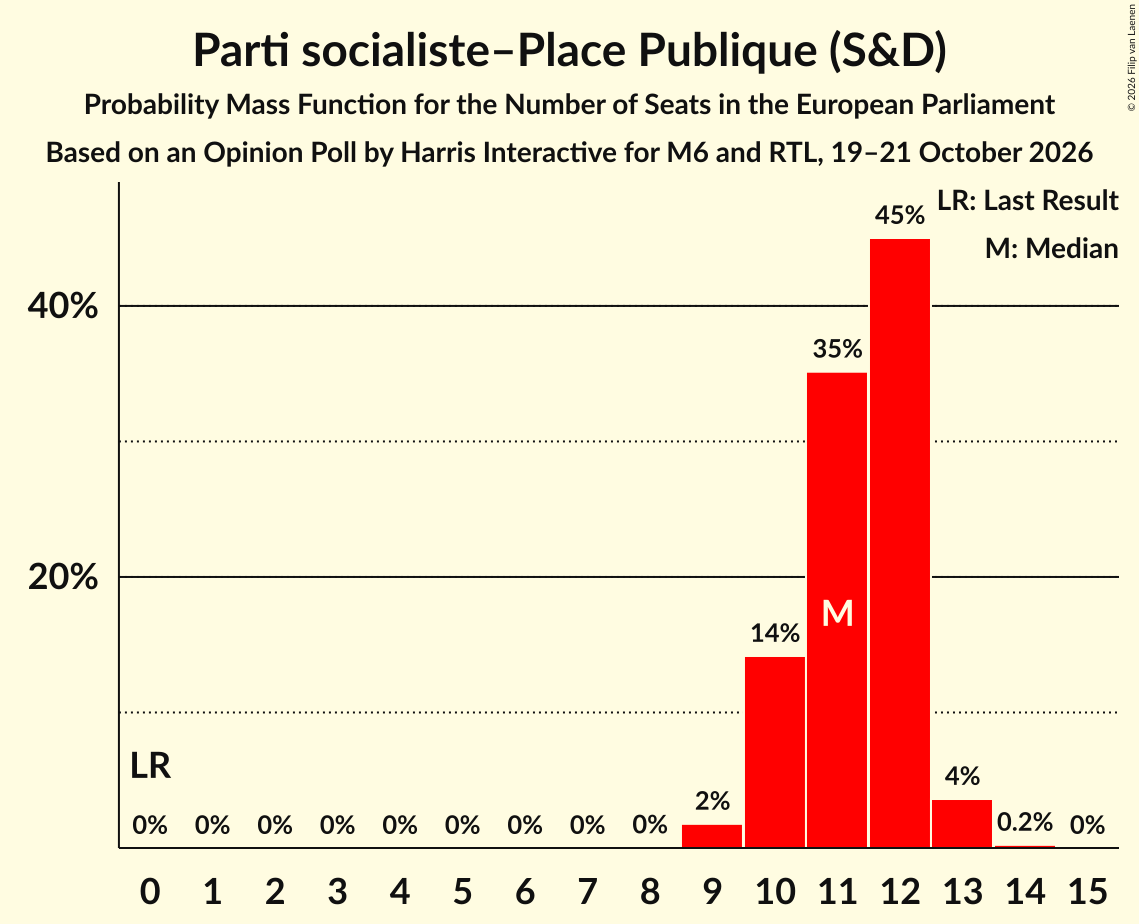 Parti socialiste–Place Publique (S&D)
Probability Mass Function for the Number of Seats in the European Parliament
Based on an Opinion Poll by Harris Interactive for M6 and RTL, 19–21 October 2026
© 2026 Filip van Laenen
LR: Last Result
M: Median
45%
40%
35%
20%
M
14%
LR
4%
2%
0% 0% 0% 0% 0% 0% 0% 0% 0% 0.2% 0%
0 1 2 3 4 5 6 7 8 9 10 11 12 13 14 15